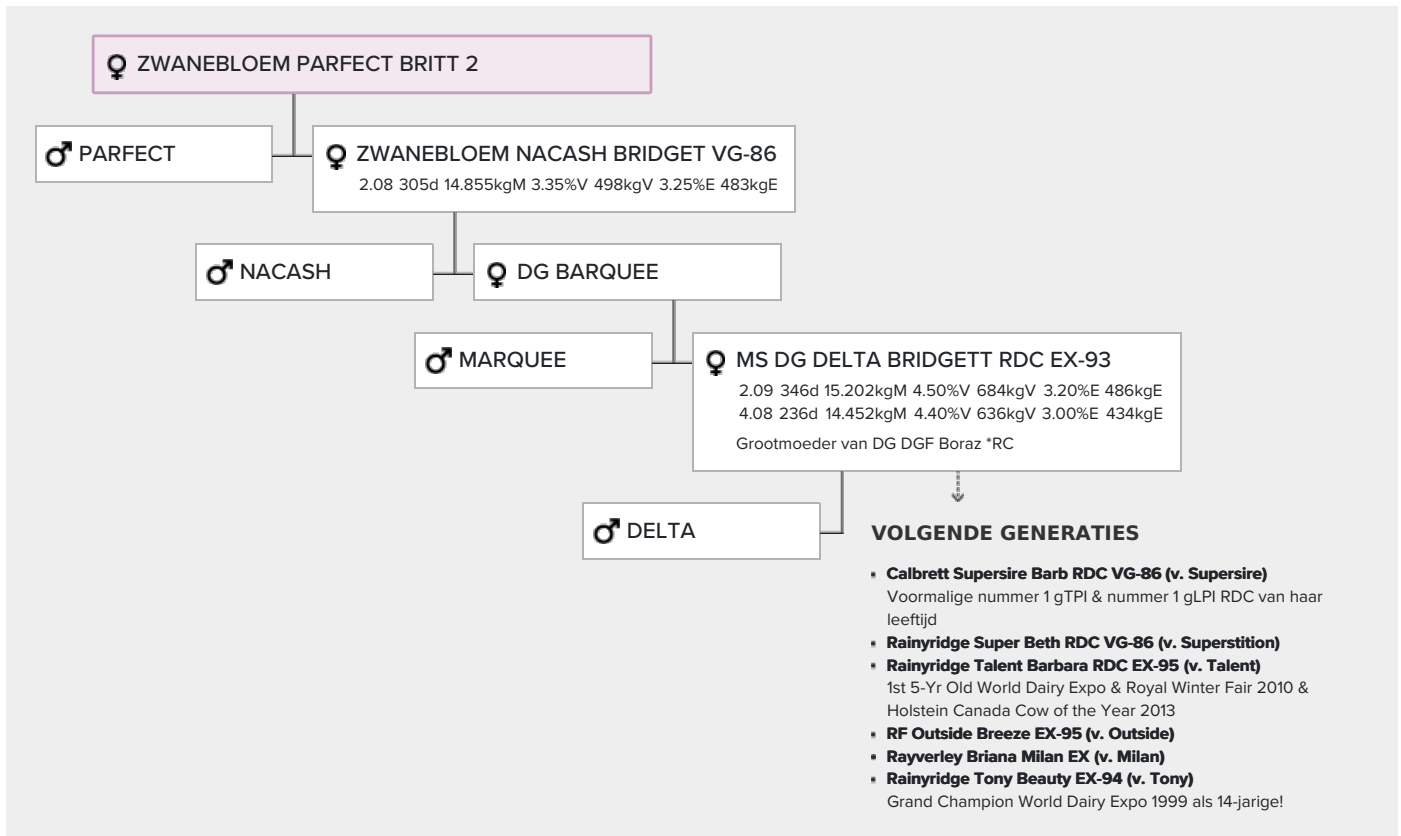 ZWANEBLOEM PARFECT BRITT 2
PARFECT
ZWANEBLOEM NACASH BRIDGET VG-86
2.08 305d 14.855kgM 3.35%V 498kgV 3.25%E 483kgE
NACASH
DG BARQUEE
MARQUEE
MS DG DELTA BRIDGETT RDC EX-93
2.09 346d 15.202kgM 4.50%V 684kgV 3.20%E 486kgE
4.08 236d 14.452kgM 4.40%V 636kgV 3.00%E 434kgE
Grootmoeder van DG DGF Boraz *RC
DELTA
VOLGENDE GENERATIES
Calbrett Supersire Barb RDC VG-86 (v. Supersire)
Voormalige nummer 1 gTPI & nummer 1 gLPI RDC van haar
leeftijd
Rainyridge Super Beth RDC VG-86 (v. Superstition)
Rainyridge Talent Barbara RDC EX-95 (v. Talent)
1st 5-Yr Old World Dairy Expo & Royal Winter Fair 2010 &
Holstein Canada Cow of the Year 2013
RF Outside Breeze EX-95 (v. Outside)
Rayverley Briana Milan EX (v. Milan)
Rainyridge Tony Beauty EX-94 (v. Tony)
Grand Champion World Dairy Expo 1999 als 14-jarige!